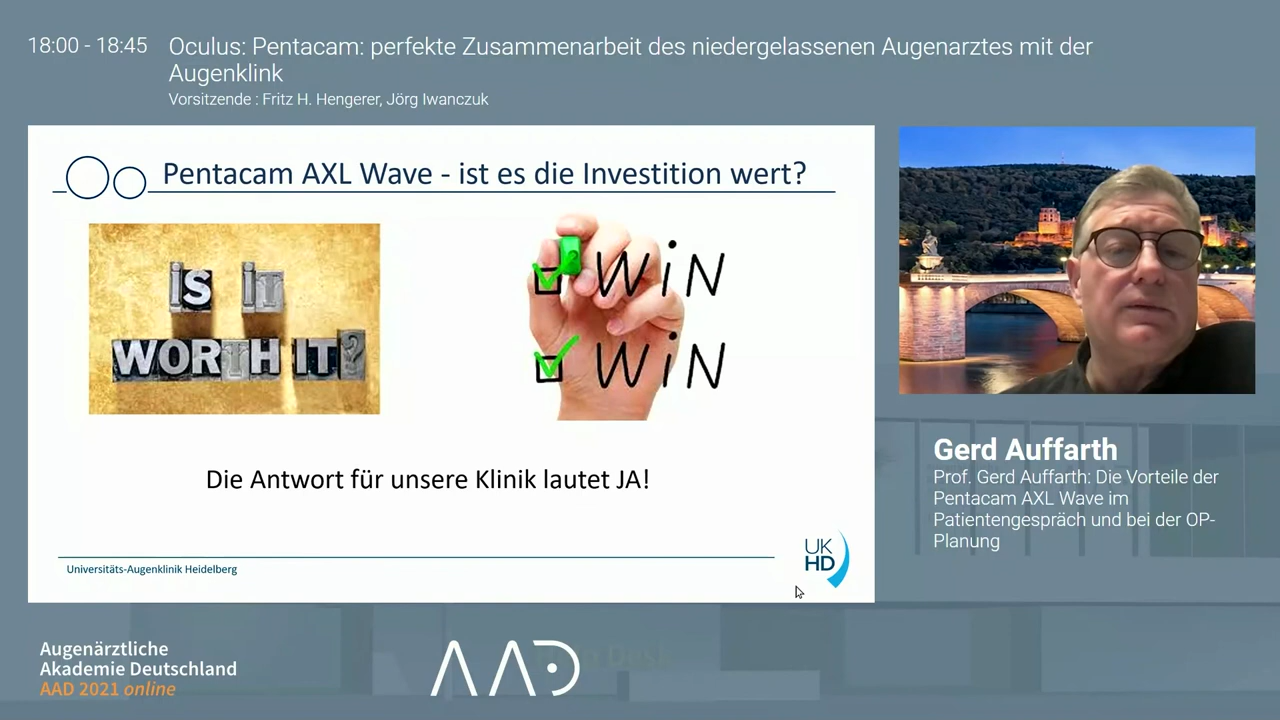 18:00 - 18:45
Oculus: Pentacam: perfekte Zusammenarbeit des niedergelassenen Augenarztes mit der
Augenklink
Vorsitzende : Fritz H. Hengerer, Jörg Iwanczuk
Pentacam AXL Wave - ist es die Investition wert?
IS IT
WORTH IT?
WiN
WiN
Die Antwort für unsere Klinik lautet JA!
Universitäts-Augenklinik Heidelberg
UK
HD
Gerd Auffarth
Prof. Gerd Auffarth: Die Vorteile der
Pentacam AXL Wave im
Patientengespräch und bei der OP-
Planung
Augenärztliche
Akademie Deutschland
AAD 2021 online
AAD